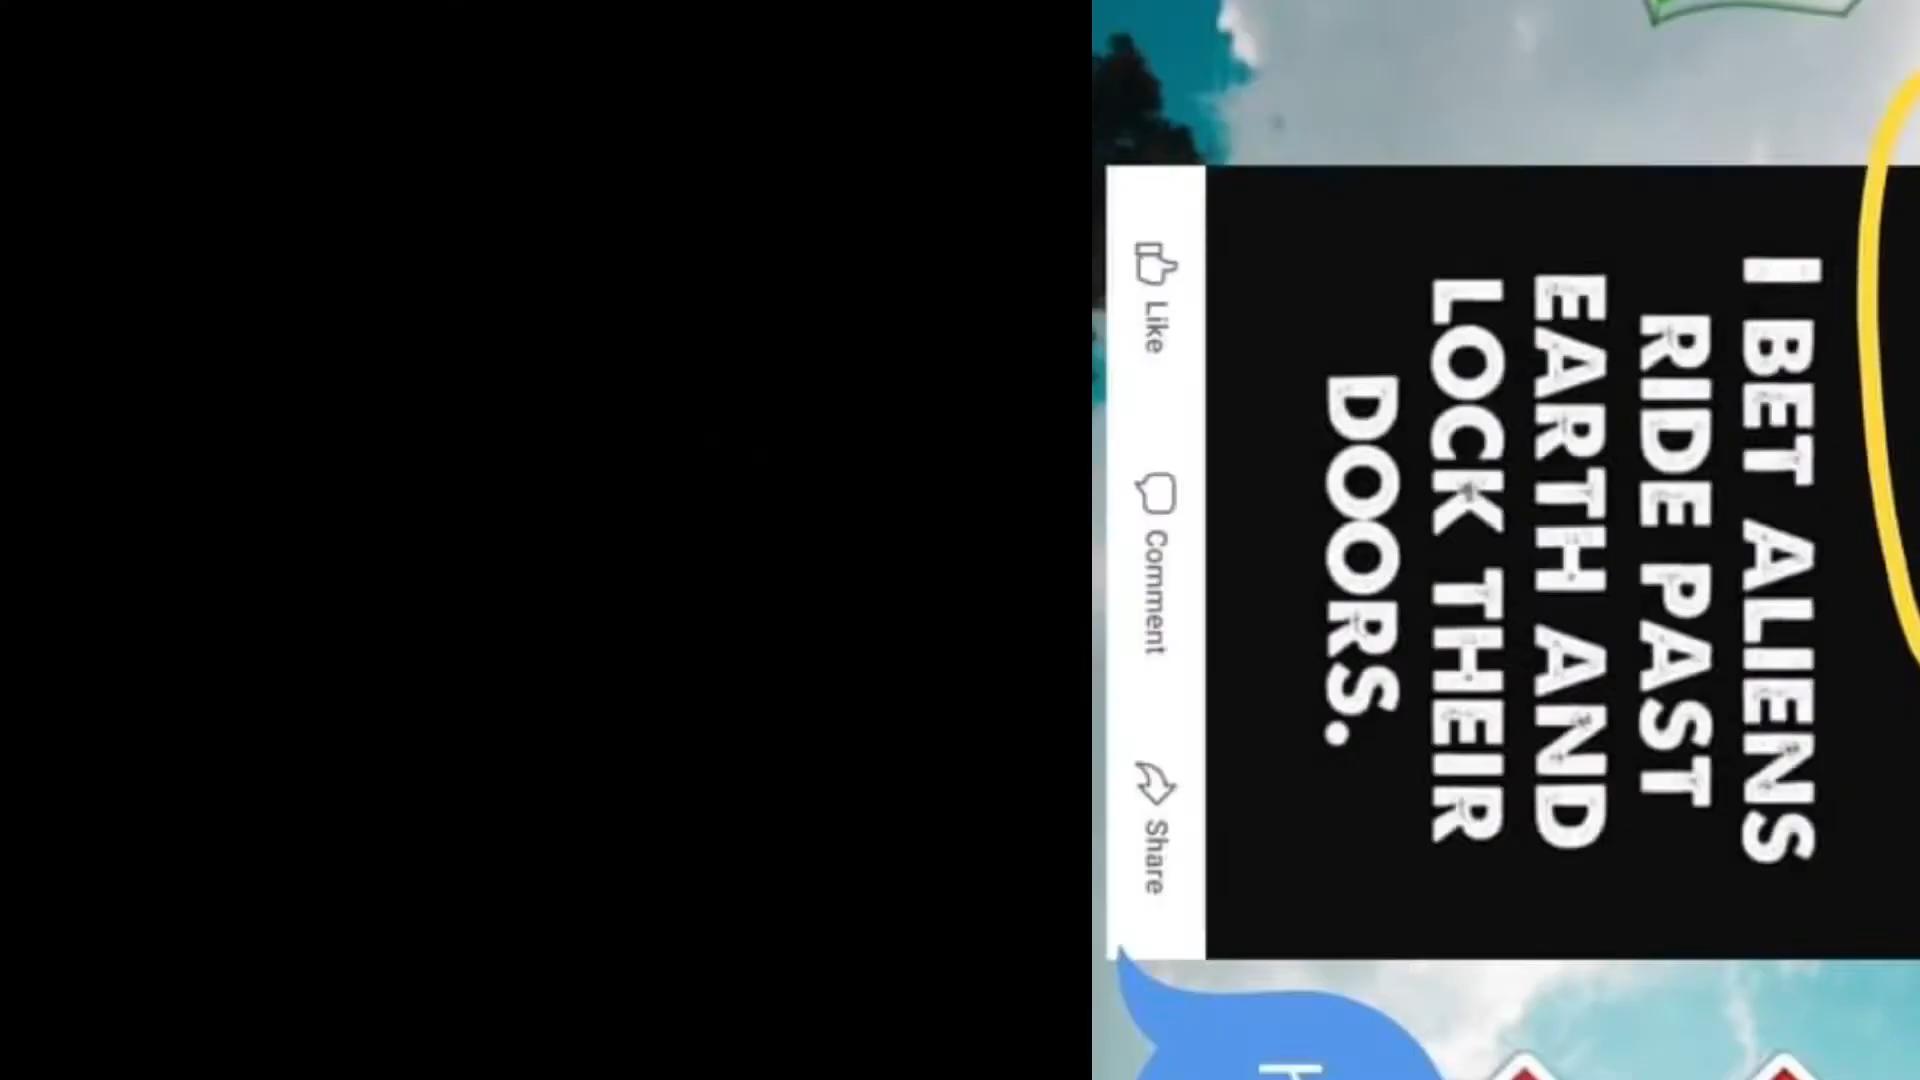 I BET ALIENS
RIDE PAST
EARTH AND
LOCK THEIR
DOORS.
Like Comment Share